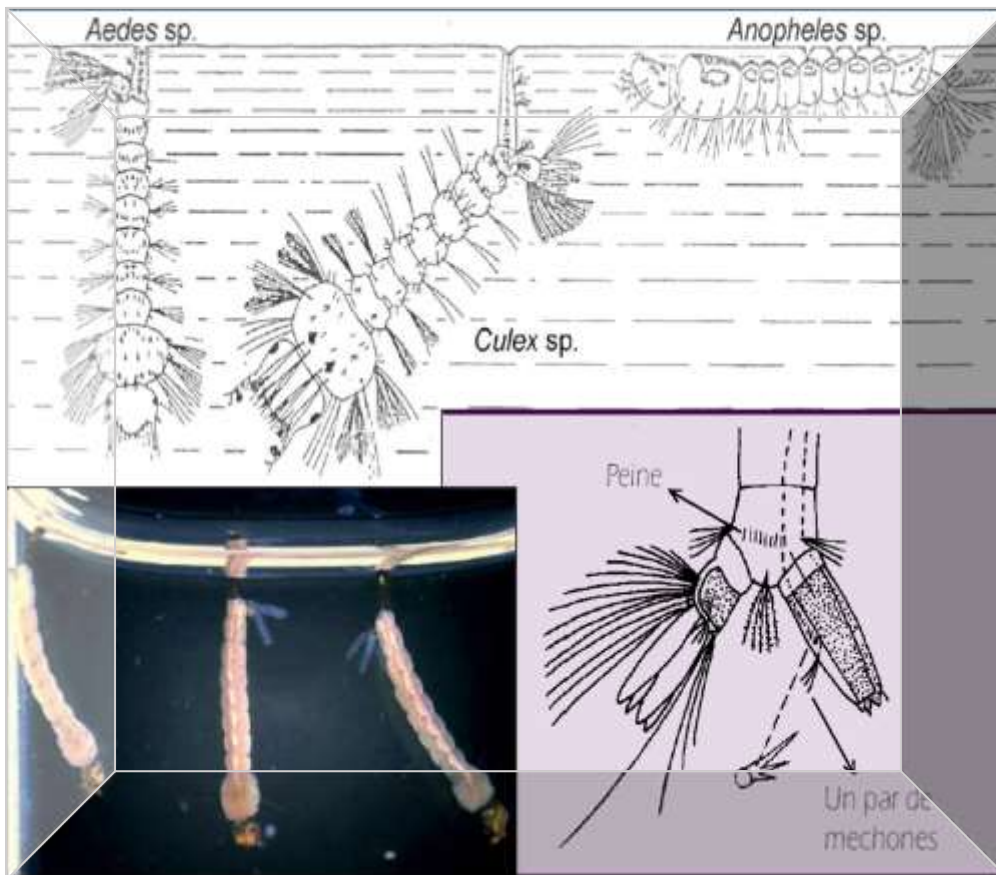 Aedes sp.
Anopheles sp.
Culex sp.
Peine
Un par de
mechones